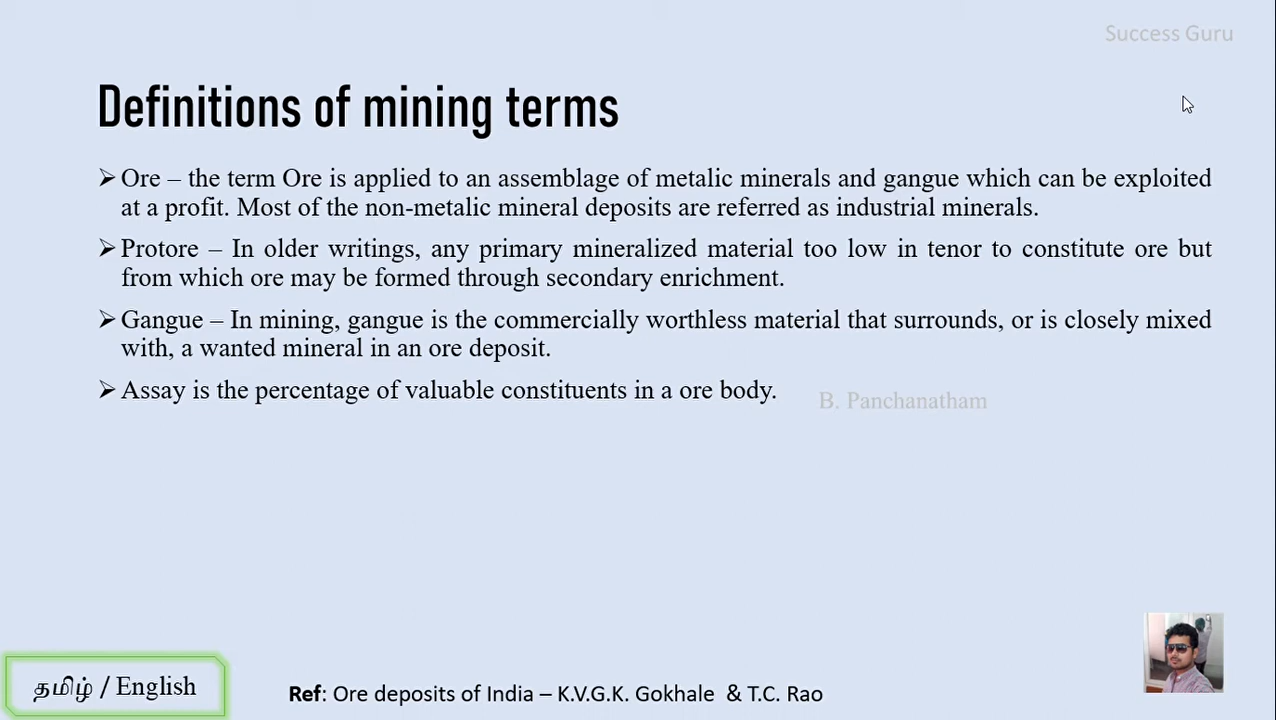 Success Guru
Definitions of mining terms
➢ Ore – the term Ore is applied to an assemblage of metalic minerals and gangue which can be exploited
at a profit. Most of the non-metalic mineral deposits are referred as industrial minerals.
➢ Protore – In older writings, any primary mineralized material too low in tenor to constitute ore but
from which ore may be formed through secondary enrichment.
➢ Gangue – In mining, gangue is the commercially worthless material that surrounds, or is closely mixed
with, a wanted mineral in an ore deposit.
➢ Assay is the percentage of valuable constituents in a ore body.
B. Panchanatham
தமிழ் / English
Ref: Ore deposits of India – K.V.G.K. Gokhale & T.C. Rao